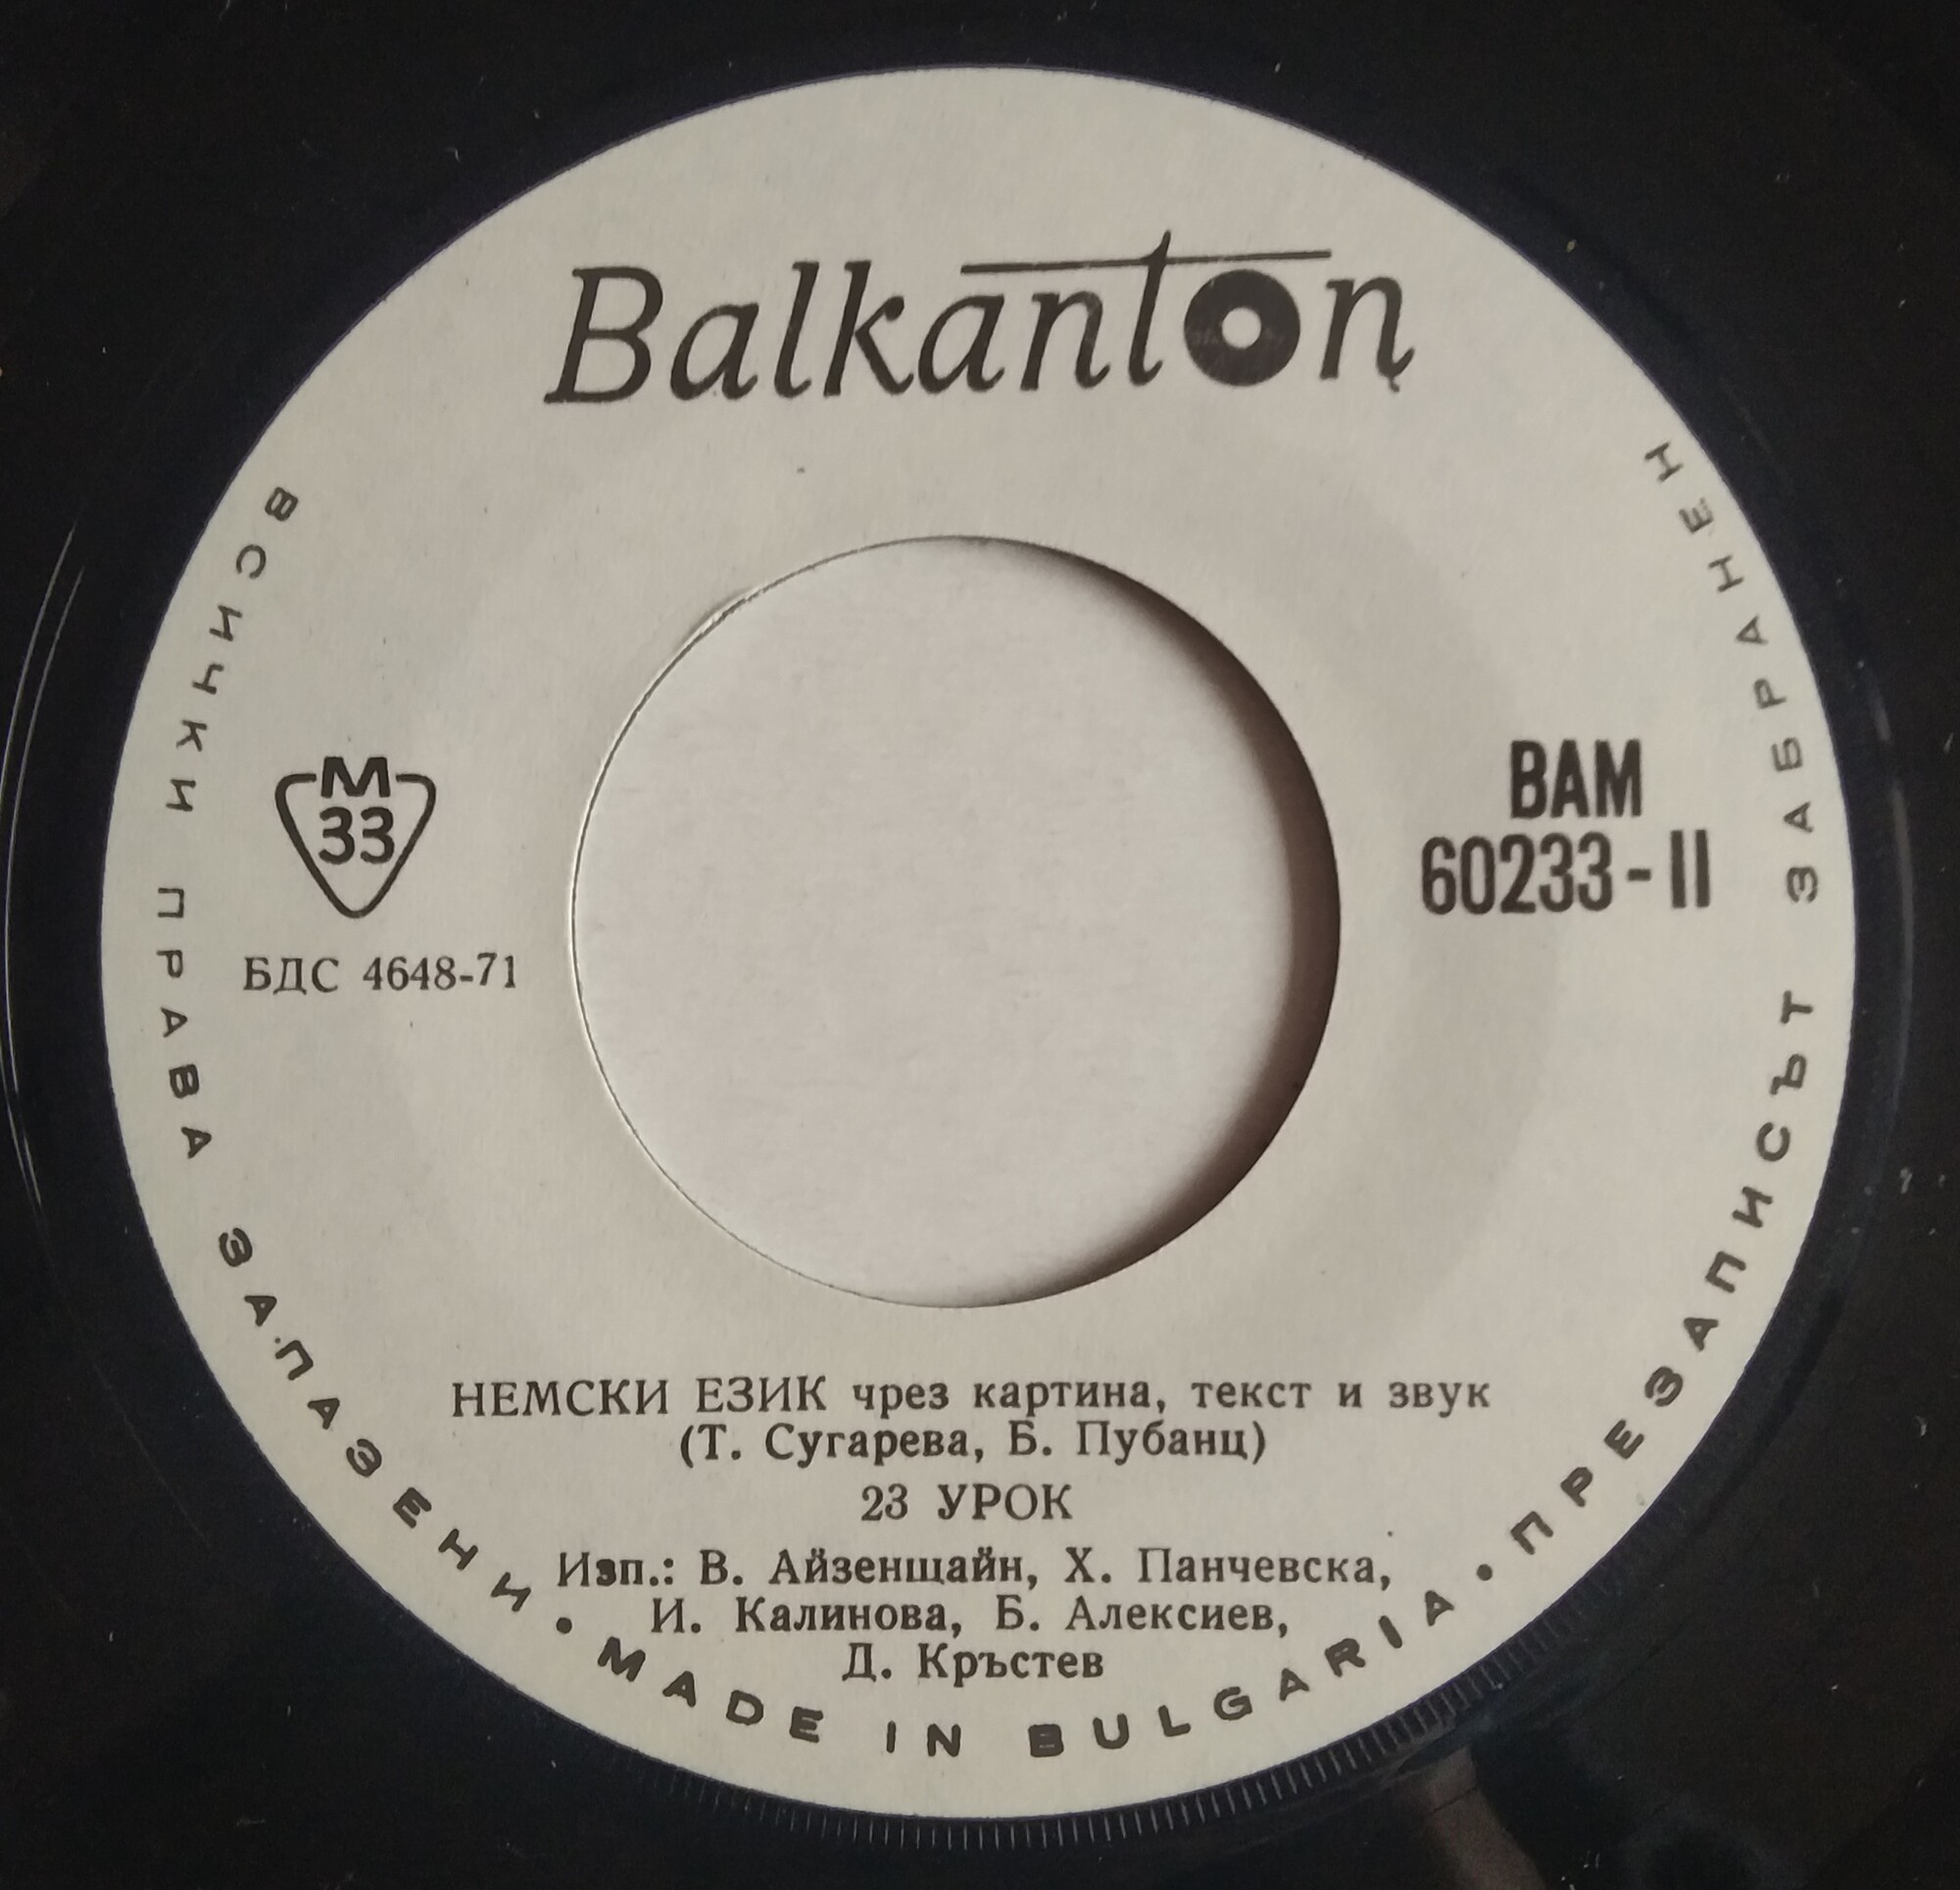 Balkanton
М
33
БДС 4648-71
ВАМ
60233-II
НЕМСКИ ЕЗИК чрез картина, текст и звук
(Т. Сугарева, Б. Пубанц)
23 УРОК
Изп.: В. Айзенщайн, Х. Панчевска,
И. Калинова, Б. Алексиев,
Д. Кръстев
ВСИЧКИ ПРАВА ЗАПАЗЕНИ • MADE IN BULGARIA • ПРЕЗАПИСЪТ ЗАБРАНЕН